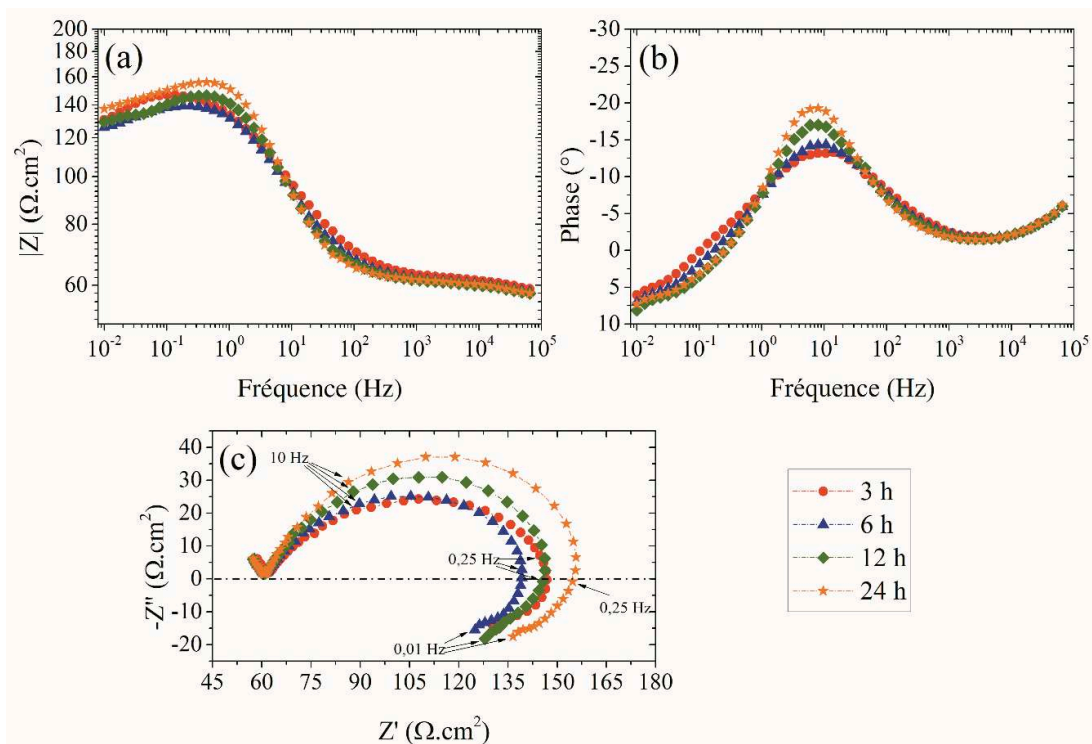 (a)
200
180
160
140
120
100
80
60
|Z| (Ω.cm²)
10⁻² 10⁻¹ 10⁰ 10¹ 10² 10³ 10⁴ 10⁵
Fréquence (Hz)
(b)
-30
-25
-20
-15
-10
-5
0
5
10
Phase (°)
10⁻² 10⁻¹ 10⁰ 10¹ 10² 10³ 10⁴ 10⁵
Fréquence (Hz)
(c)
45
40
30
20
10
0
-10
-20
-Z'' (Ω.cm²)
10 Hz
0,25 Hz
0,25 Hz
0,01 Hz
45 60 75 90 105 120 135 150 165 180
Z' (Ω.cm²)
3 h
6 h
12 h
24 h